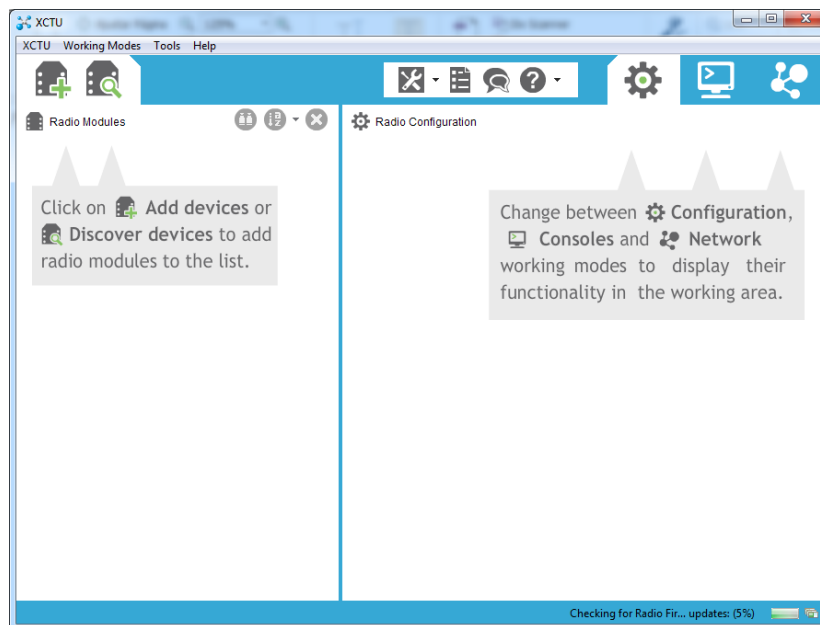 XCTU
XCTU Working Modes Tools Help
Radio Modules
Radio Configuration
Click on Add devices or
Discover devices to add
radio modules to the list.
Change between Configuration,
Consoles and Network
working modes to display their
functionality in the working area.
Checking for Radio Fir... updates: (5%)